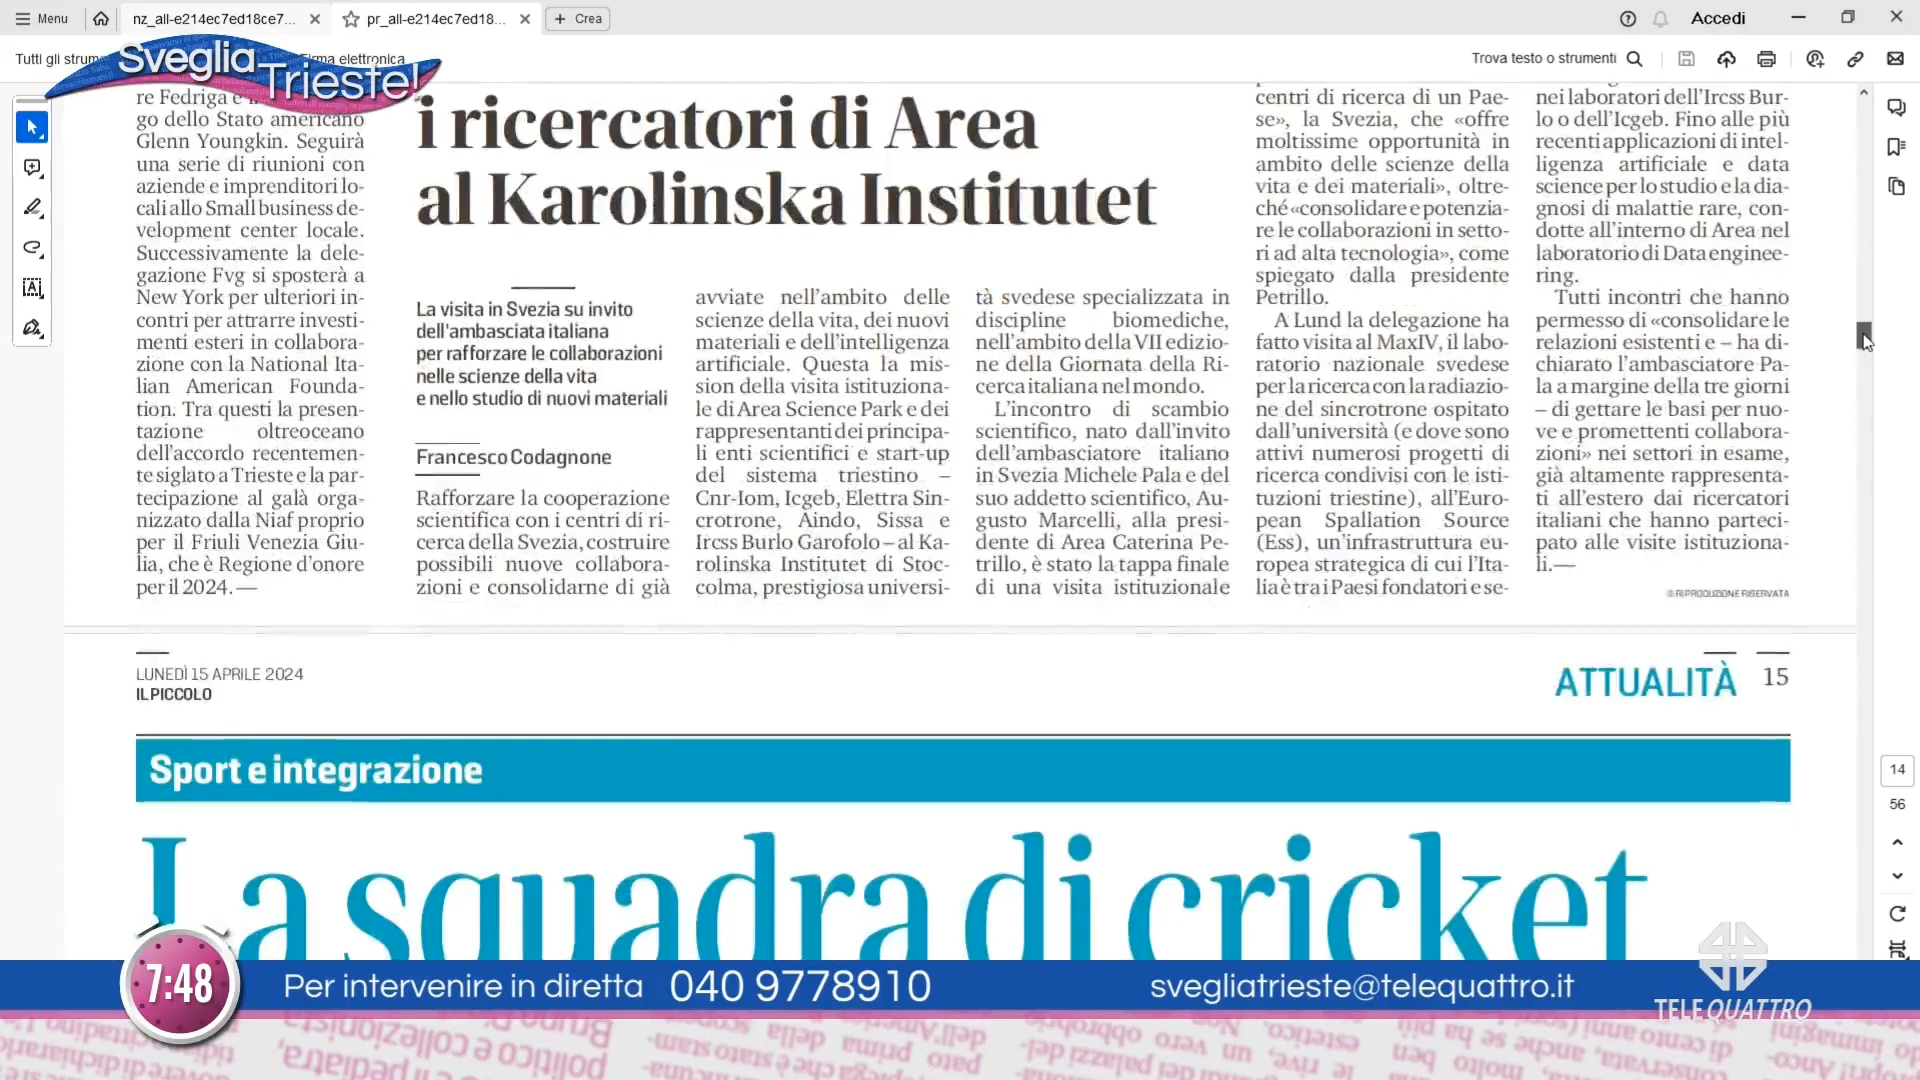 Menu
nz_all-e214ec7ed18ce7...
pr_all-e214ec7ed18...
Crea
Accedi
Tutti gli strum
Firma elettronica
Trova testo o strumenti
Sveglia
Trieste!
re Fedriga e
go dello Stato americano
Glenn Youngkin. Seguirà
una serie di riunioni con
aziende e imprenditori lo-
cali allo Small business de-
velopment center locale.
Successivamente la dele-
gazione Fvg si sposterà a
New York per ulteriori in-
contri per attrarre investi-
menti esteri in collabora-
zione con la National Ita-
lian American Founda-
tion. Tra questi la presen-
tazione oltreoceano
dell'accordo recentemen-
te siglato a Trieste e la par-
tecipazione al galà orga-
nizzato dalla Niaf proprio
per il Friuli Venezia Giu-
lia, che è Regione d'onore
per il 2024.—
i ricercatori di Area
al Karolinska Institutet
La visita in Svezia su invito
dell'ambasciata italiana
per rafforzare le collaborazioni
nelle scienze della vita
e nello studio di nuovi materiali
Francesco Codagnone
Rafforzare la cooperazione
scientifica con i centri di ri-
cerca della Svezia, costruire
possibili nuove collabora-
zioni e consolidarne di già
avviate nell'ambito delle
scienze della vita, dei nuovi
materiali e dell'intelligenza
artificiale. Questa la mis-
sion della visita istituziona-
le di Area Science Park e dei
rappresentanti dei principa-
li enti scientifici e start-up
del sistema triestino –
Cnr-Iom, Icgeb, Elettra Sin-
crotrone, Aindo, Sissa e
Ircss Burlo Garofolo – al Ka-
rolinska Institutet di Stoc-
colma, prestigiosa universi-
tà svedese specializzata in
discipline biomediche,
nell'ambito della VII edizio-
ne della Giornata della Ri-
cerca italiana nel mondo.
L'incontro di scambio
scientifico, nato dall'invito
dell'ambasciatore italiano
in Svezia Michele Pala e del
suo addetto scientifico, Au-
gusto Marcelli, alla presi-
dente di Area Caterina Pe-
trillo, è stato la tappa finale
di una visita istituzionale
centri di ricerca di un Pae-
se», la Svezia, che «offre
moltissime opportunità in
ambito delle scienze della
vita e dei materiali», oltre-
ché «consolidare e potenzia-
re le collaborazioni in setto-
ri ad alta tecnologia», come
spiegato dalla presidente
Petrillo.
A Lund la delegazione ha
fatto visita al MaxIV, il labo-
ratorio nazionale svedese
per la ricerca con la radiazio-
ne del sincrotrone ospitato
dall'università (e dove sono
attivi numerosi progetti di
ricerca condivisi con le isti-
tuzioni triestine), all'Euro-
pean Spallation Source
(Ess), un'infrastruttura eu-
ropea strategica di cui l'Ita-
lia è tra i Paesi fondatori e se-
nei laboratori dell'Ircss Bur-
lo o dell'Icgeb. Fino alle più
recenti applicazioni di intel-
ligenza artificiale e data
science per lo studio e la dia-
gnosi di malattie rare, con-
dotte all'interno di Area nel
laboratorio di Data enginee-
ring.
Tutti incontri che hanno
permesso di «consolidare le
relazioni esistenti e – ha di-
chiarato l'ambasciatore Pa-
la a margine della tre giorni
– di gettare le basi per nuo-
ve e promettenti collabora-
zioni» nei settori in esame,
già altamente rappresenta-
ti all'estero dai ricercatori
italiani che hanno parteci-
pato alle visite istituziona-
li.—
© RIPRODUZIONE RISERVATA
LUNEDÌ 15 APRILE 2024
IL PICCOLO
ATTUALITÀ
15
Sport e integrazione
La squadra di cricket
14
56
7:48
Per intervenire in diretta 040 9778910
svegliatrieste@telequattro.it
TELEQUATTRO